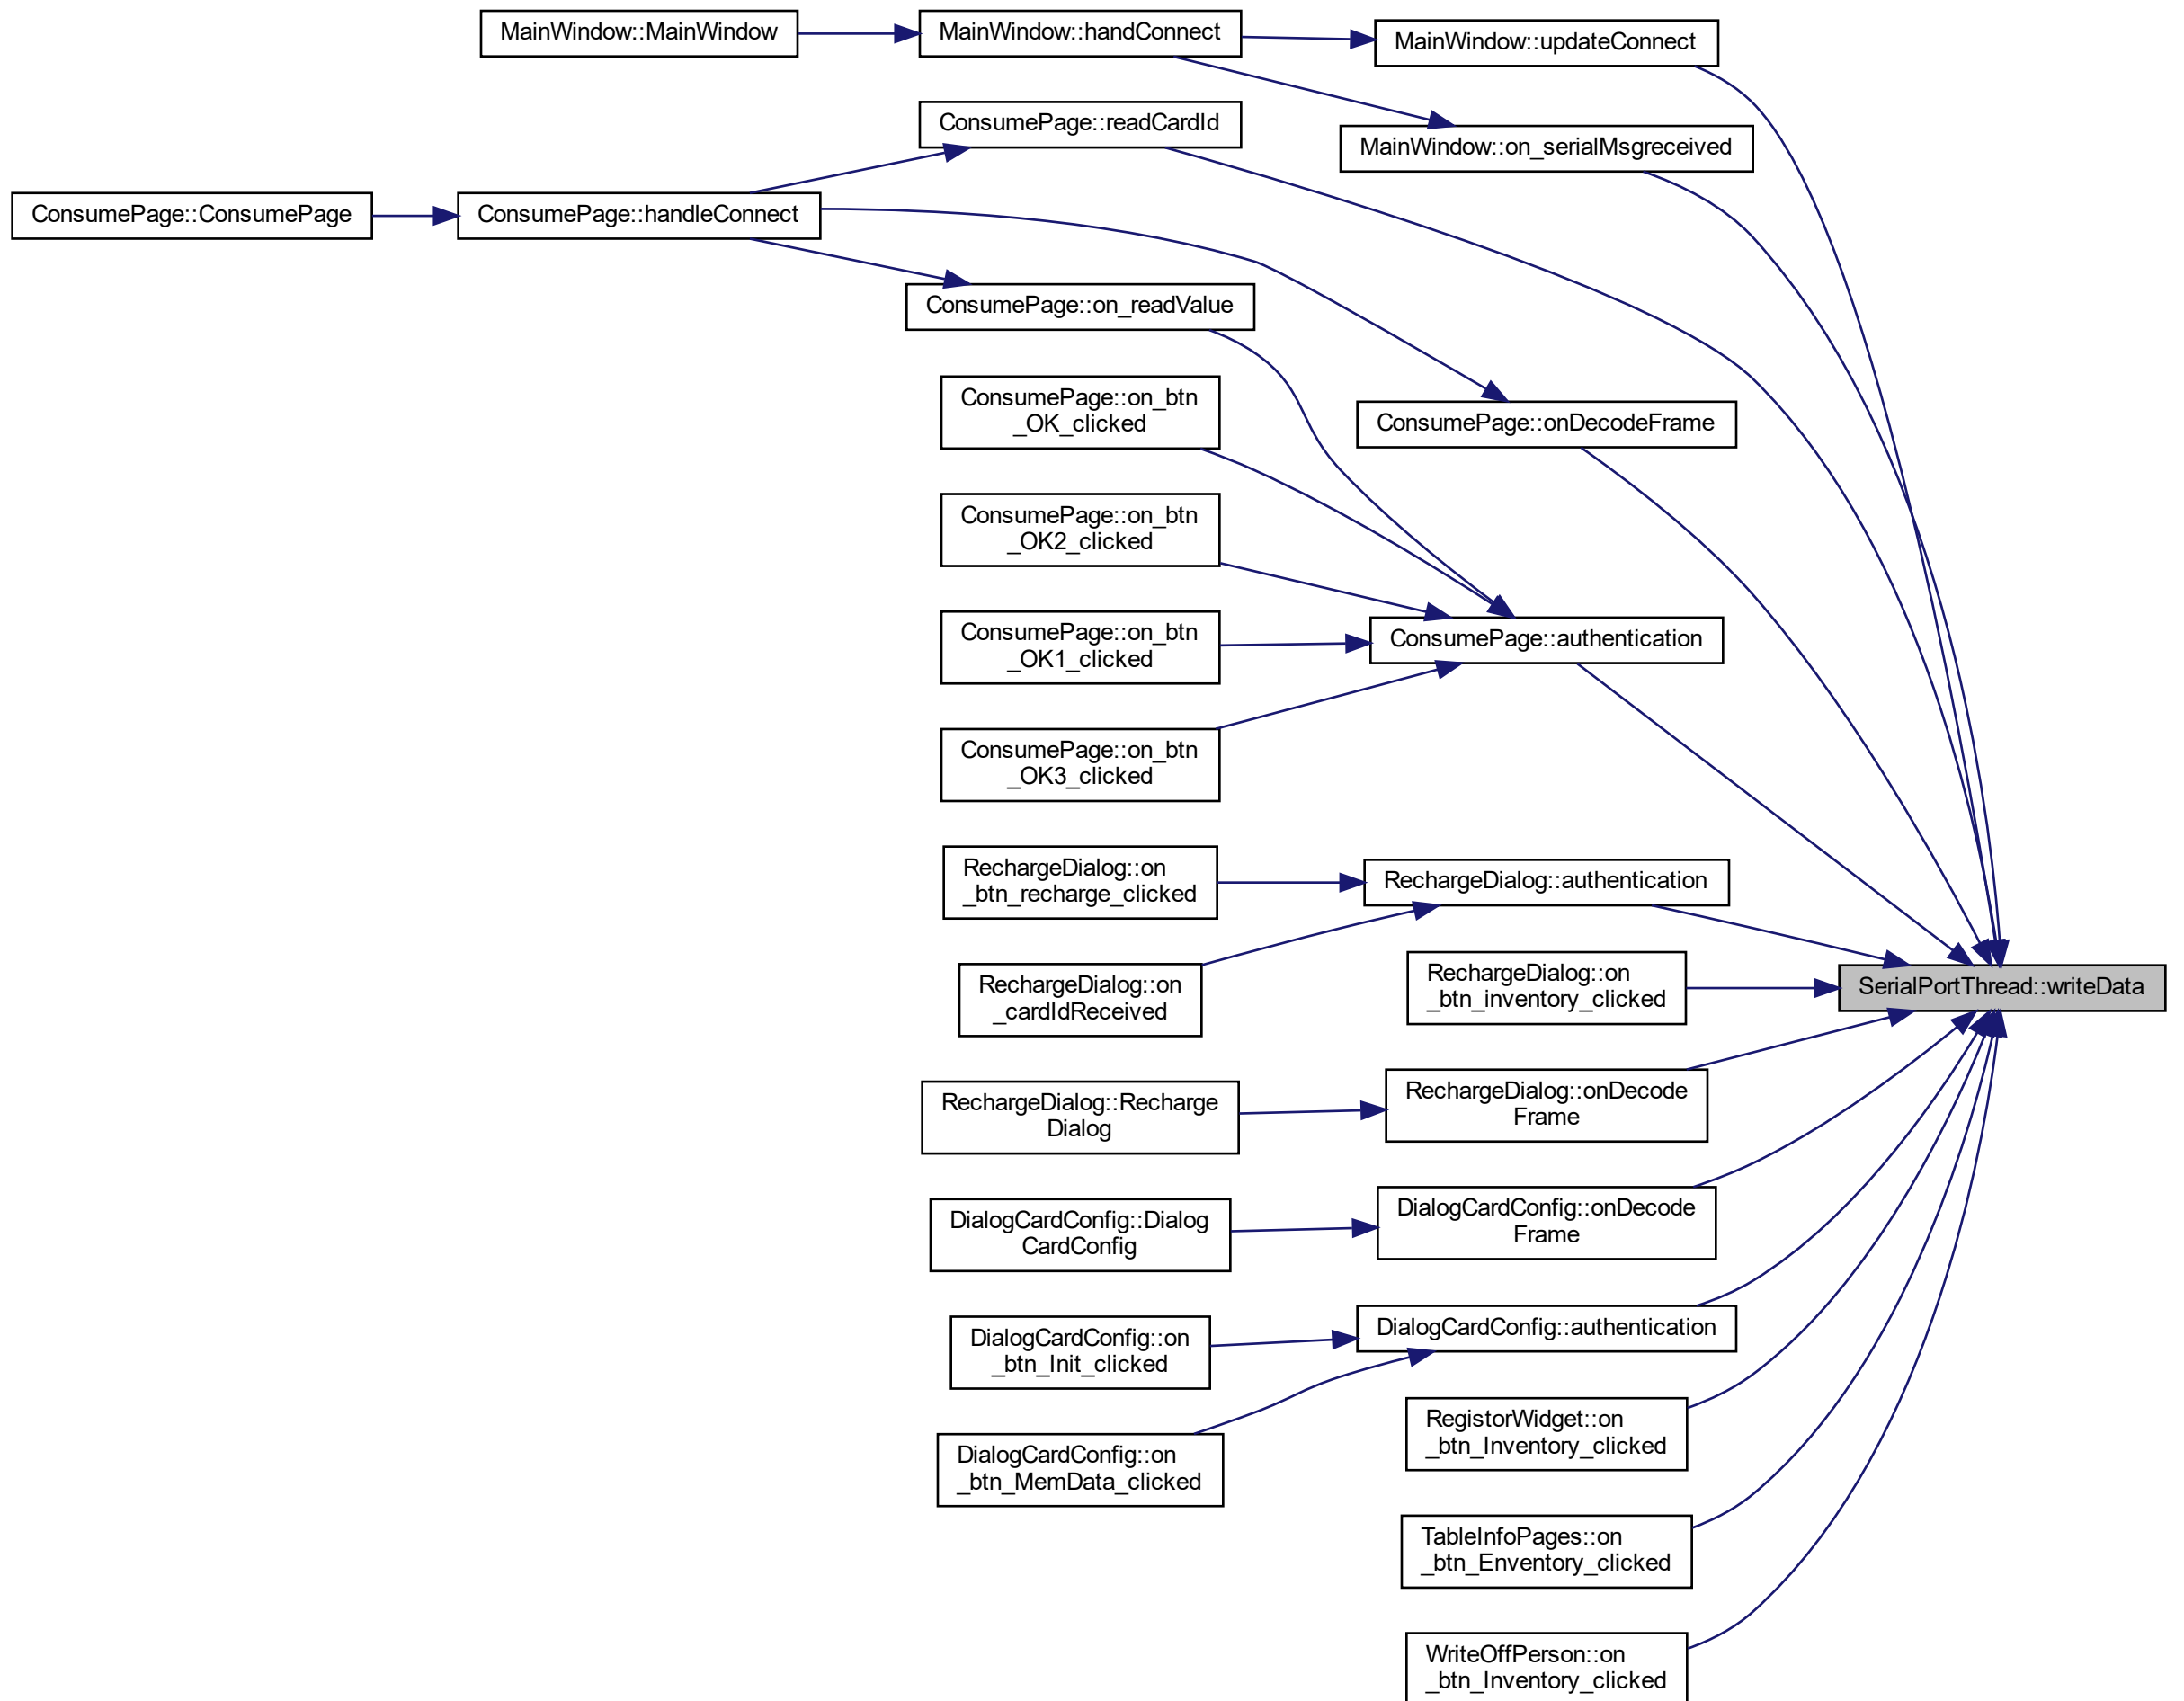 MainWindow::MainWindow
MainWindow::handConnect
MainWindow::updateConnect
ConsumePage::readCardId
MainWindow::on_serialMsgreceived
ConsumePage::ConsumePage
ConsumePage::handleConnect
ConsumePage::on_readValue
ConsumePage::on_btn
_OK_clicked
ConsumePage::onDecodeFrame
ConsumePage::on_btn
_OK2_clicked
ConsumePage::on_btn
_OK1_clicked
ConsumePage::authentication
ConsumePage::on_btn
_OK3_clicked
RechargeDialog::on
_btn_recharge_clicked
RechargeDialog::authentication
RechargeDialog::on
_cardIdReceived
RechargeDialog::on
_btn_inventory_clicked
SerialPortThread::writeData
RechargeDialog::Recharge
Dialog
RechargeDialog::onDecode
Frame
DialogCardConfig::Dialog
CardConfig
DialogCardConfig::onDecode
Frame
DialogCardConfig::on
_btn_Init_clicked
DialogCardConfig::authentication
DialogCardConfig::on
_btn_MemData_clicked
RegistorWidget::on
_btn_Inventory_clicked
TableInfoPages::on
_btn_Enventory_clicked
WriteOffPerson::on
_btn_Inventory_clicked